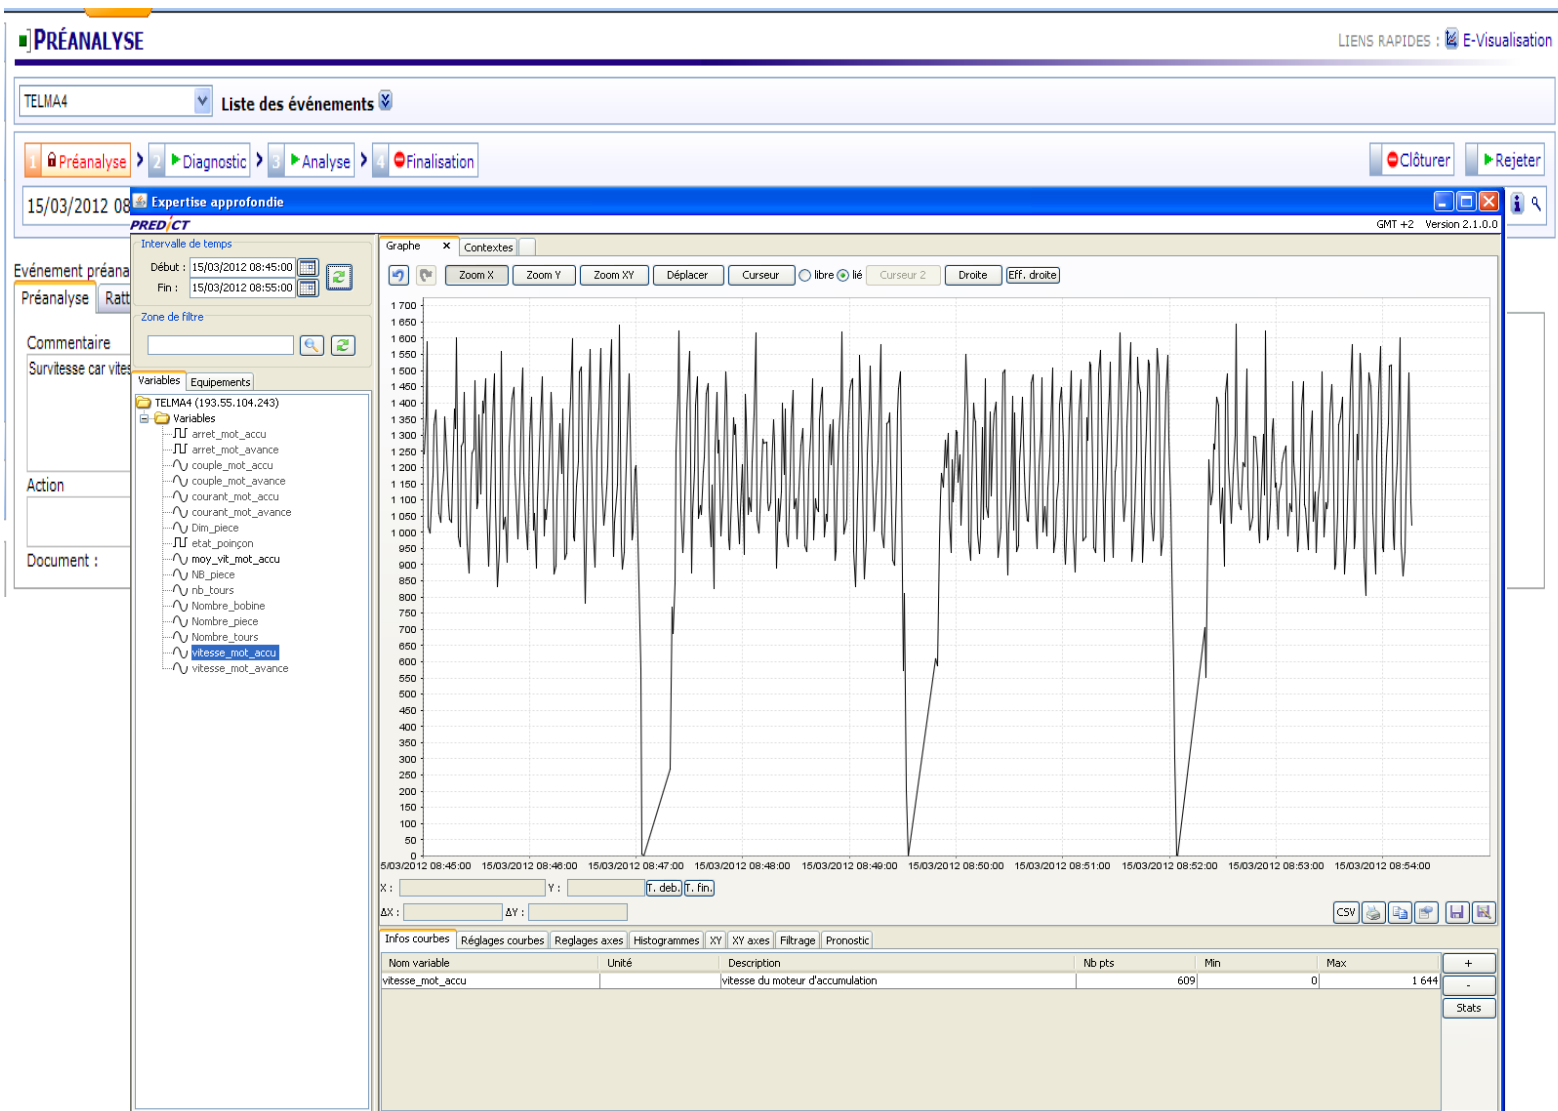 PRÉANALYSE
LIENS RAPIDES : E-Visualisation
TELMA4
Liste des événements
1 Préanalyse > 2 Diagnostic > 3 Analyse > 4 Finalisation
Clôturer
Rejeter
15/03/2012 08
Expertise approfondie
PREDICT
GMT +2 Version 2.1.0.0
Intervalle de temps
Début : 15/03/2012 08:45:00
Fin : 15/03/2012 08:55:00
Zone de filtre
Evénement préana
Préanalyse Ratt
Commentaire
Survitesse car vites
Action
Document :
Variables Equipements
TELMA4 (193.55.104.243)
Variables
arret_mot_accu
arret_mot_avance
couple_mot_accu
couple_mot_avance
courant_mot_accu
courant_mot_avance
Dim_piece
etat_poinçon
moy_vit_mot_accu
NB_piece
nb_tours
Nombre_bobine
Nombre_piece
Nombre_tours
vitesse_mot_accu
vitesse_mot_avance
Graphe X Contextes
Zoom X Zoom Y Zoom XY Déplacer Curseur libre lié Curseur 2 Droite Eff. droite
1 700
1 650
1 600
1 550
1 500
1 450
1 400
1 350
1 300
1 250
1 200
1 150
1 100
1 050
1 000
950
900
850
800
750
700
650
600
550
500
450
400
350
300
250
200
150
100
50
0
5/03/2012 08:45:00 15/03/2012 08:46:00 15/03/2012 08:47:00 15/03/2012 08:48:00 15/03/2012 08:49:00 15/03/2012 08:50:00 15/03/2012 08:51:00 15/03/2012 08:52:00 15/03/2012 08:53:00 15/03/2012 08:54:00
X : Y : T. deb. T. fin.
ΔX : ΔY :
CSV
Infos courbes Réglages courbes Reglages axes Histogrammes XY XY axes Filtrage Pronostic
Nom variable Unité Description Nb pts Min Max +
vitesse_mot_accu vitesse du moteur d'accumulation 609 0 1 644 -
Stats